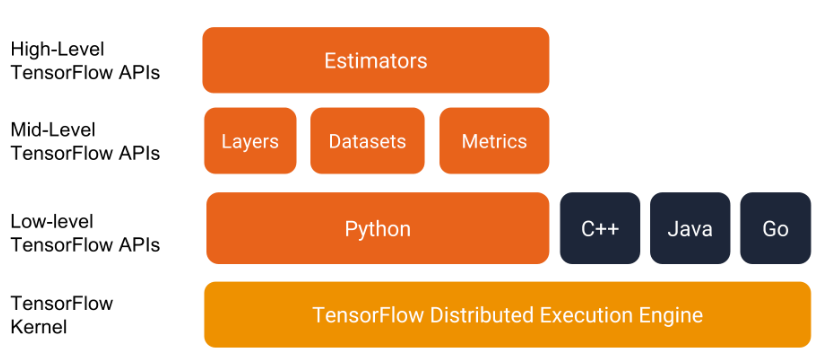 High-Level
TensorFlow APIs
Estimators
Mid-Level
TensorFlow APIs
Layers
Datasets
Metrics
Low-level
TensorFlow APIs
Python
C++
Java
Go
TensorFlow
Kernel
TensorFlow Distributed Execution Engine